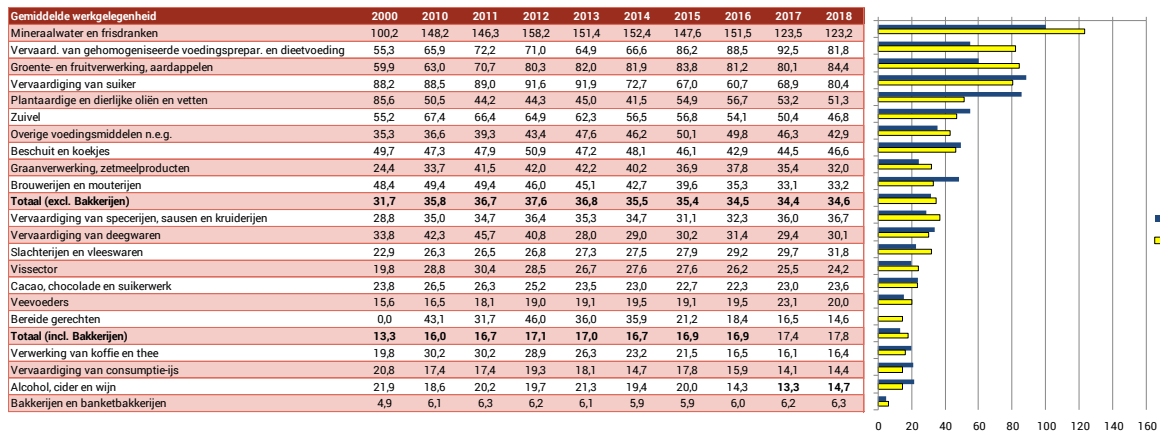 Gemiddelde werkgelegenheid 2000 2010 2011 2012 2013 2014 2015 2016 2017 2018
Mineraalwater en frisdranken 100,2 148,2 146,3 158,2 151,4 152,4 147,6 151,5 123,5 123,2
Vervaard. van gehomogeniseerde voedingsprepar. en dieetvoeding 55,3 65,9 72,2 71,0 64,9 66,6 86,2 88,5 92,5 81,8
Groente- en fruitverwerking, aardappelen 59,9 63,0 70,7 80,3 82,0 81,9 83,8 81,2 80,1 84,4
Vervaardiging van suiker 88,2 88,5 89,0 91,6 91,9 72,7 67,0 60,7 68,9 80,4
Plantaardige en dierlijke oliën en vetten 85,6 50,5 44,2 44,3 45,0 41,5 54,9 56,7 53,2 51,3
Zuivel 55,2 67,4 66,4 64,9 62,3 56,5 56,8 54,1 50,4 46,8
Overige voedingsmiddelen n.e.g. 35,3 36,6 39,3 43,4 47,6 46,2 50,1 49,8 46,3 42,9
Beschuit en koekjes 49,7 47,3 47,9 50,9 47,2 48,1 46,1 42,9 44,5 46,6
Graanverwerking, zetmeelproducten 24,4 33,7 41,5 42,0 42,2 40,2 36,9 37,8 35,4 32,0
Brouwerijen en mouterijen 48,4 49,4 49,4 46,0 45,1 42,7 39,6 35,3 33,1 33,2
Totaal (excl. Bakkerijen) 31,7 35,8 36,7 37,6 36,8 35,5 35,4 34,5 34,4 34,6
Vervaardiging van specerijen, sausen en kruiderijen 28,8 35,0 34,7 36,4 35,3 34,7 31,1 32,3 36,0 36,7
Vervaardiging van deegwaren 33,8 42,3 45,7 40,8 28,0 29,0 30,2 31,4 29,4 30,1
Slachterijen en vleeswaren 22,9 26,3 26,5 26,8 27,3 27,5 27,9 29,2 29,7 31,8
Vissector 19,8 28,8 30,4 28,5 26,7 27,6 27,6 26,2 25,5 24,2
Cacao, chocolade en suikerwerk 23,8 26,5 26,3 25,2 23,5 23,0 22,7 22,3 23,0 23,6
Veevoeders 15,6 16,5 18,1 19,0 19,1 19,5 19,1 19,5 23,1 20,0
Bereide gerechten 0,0 43,1 31,7 46,0 36,0 35,9 21,2 18,4 16,5 14,6
Totaal (incl. Bakkerijen) 13,3 16,0 16,7 17,1 17,0 16,7 16,9 16,9 17,4 17,8
Verwerking van koffie en thee 19,8 30,2 30,2 28,9 26,3 23,2 21,5 16,5 16,1 16,4
Vervaardiging van consumptie-ijs 20,8 17,4 17,4 19,3 18,1 14,7 17,8 15,9 14,1 14,4
Alcohol, cider en wijn 21,9 18,6 20,2 19,7 21,3 19,4 20,0 14,3 13,3 14,7
Bakkerijen en banketbakkerijen 4,9 6,1 6,3 6,2 6,1 5,9 5,9 6,0 6,2 6,3
0 20 40 60 80 100 120 140 160